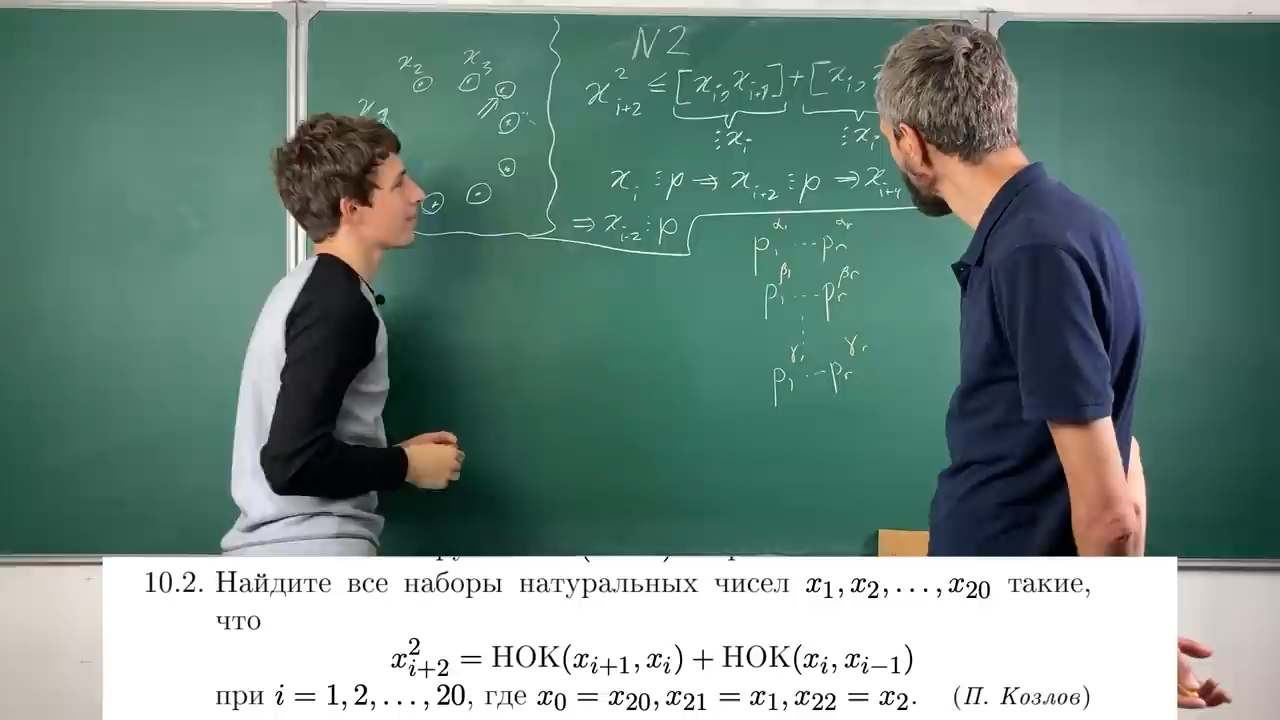 N2
x₂ x₃
x²ᵢ₊₂ ≤ [xᵢ, xᵢ₊₁] + [xᵢ, x
⋮xᵢ ⋮xᵢ
xᵢ ⋮ p ⇒ xᵢ₊₂ ⋮ p ⇒ xᵢ₊₄
⇒ xᵢ₋₂ ⋮ p
p₁^α₁ ... pᵣ^αᵣ
p₁^β₁ ... pᵣ^βᵣ
p₁^γ₁ ... pᵣ^γᵣ
10.2. Найдите все наборы натуральных чисел x₁, x₂, . . . , x₂₀ такие,
что
x²ᵢ₊₂ = НОК(xᵢ₊₁, xᵢ) + НОК(xᵢ, xᵢ₋₁)
при i = 1, 2, . . . , 20, где x₀ = x₂₀, x₂₁ = x₁, x₂₂ = x₂. (П. Козлов)